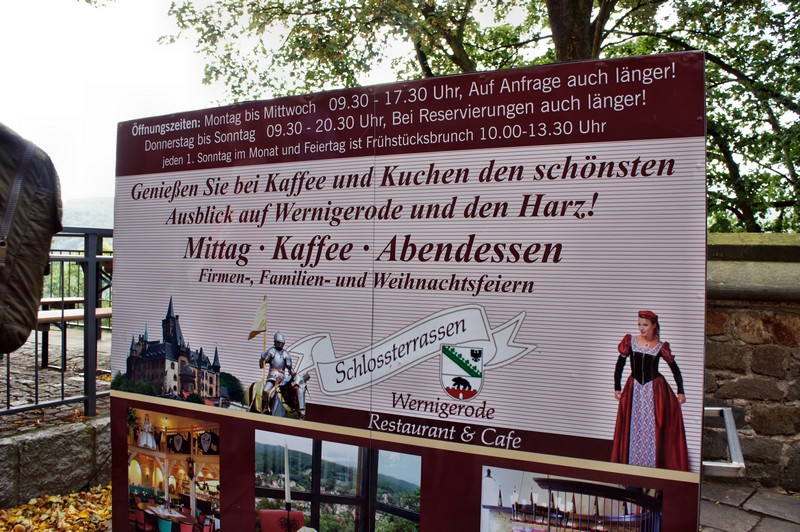 Öffnungszeiten: Montag bis Mittwoch 09.30 - 17.30 Uhr, Auf Anfrage auch länger!
Donnerstag bis Sonntag 09.30 - 20.30 Uhr, Bei Reservierungen auch länger!
jeden 1. Sonntag im Monat und Feiertag ist Frühstücksbrunch 10.00-13.30 Uhr
Genießen Sie bei Kaffee und Kuchen den schönsten
Ausblick auf Wernigerode und den Harz!
Mittag · Kaffee · Abendessen
Firmen-, Familien- und Weihnachtsfeiern
Schlossterrassen
Wernigerode
Restaurant & Cafe